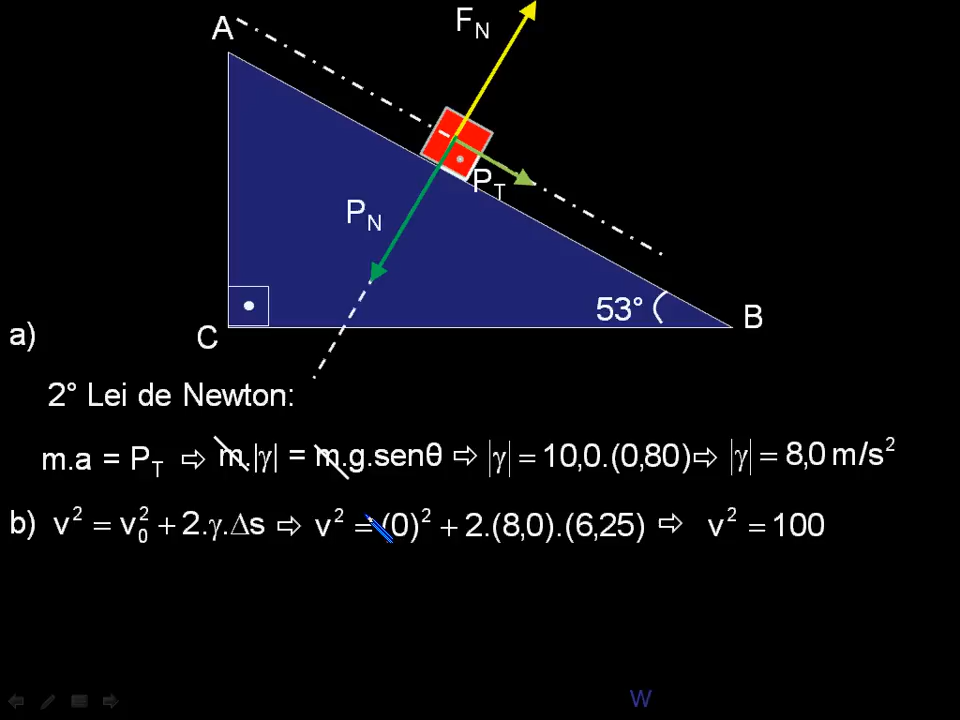 A
F_N
P_T
P_N
53°
B
C
a)
2° Lei de Newton:
m.a = P_T ⇨ m.|γ| = m.g.senθ ⇨ |γ| = 10,0.(0,80) ⇨ |γ| = 8,0 m/s²
b) v² = v₀² + 2.γ.Δs ⇨ v² = (0)² + 2.(8,0).(6,25) ⇨ v² = 100
W